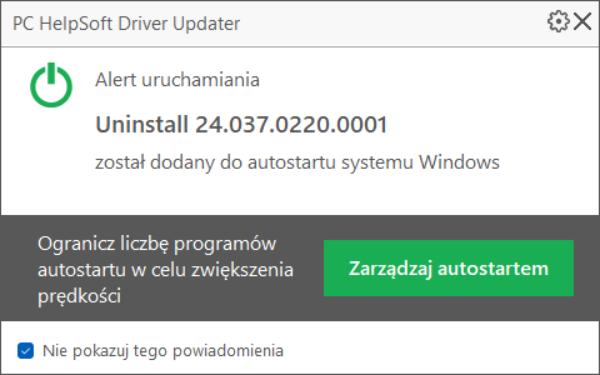 PC HelpSoft Driver Updater
Alert uruchamiania
Uninstall 24.037.0220.0001
został dodany do autostartu systemu Windows
Ogranicz liczbę programów
autostartu w celu zwiększenia
prędkości
Zarządzaj autostartem
Nie pokazuj tego powiadomienia